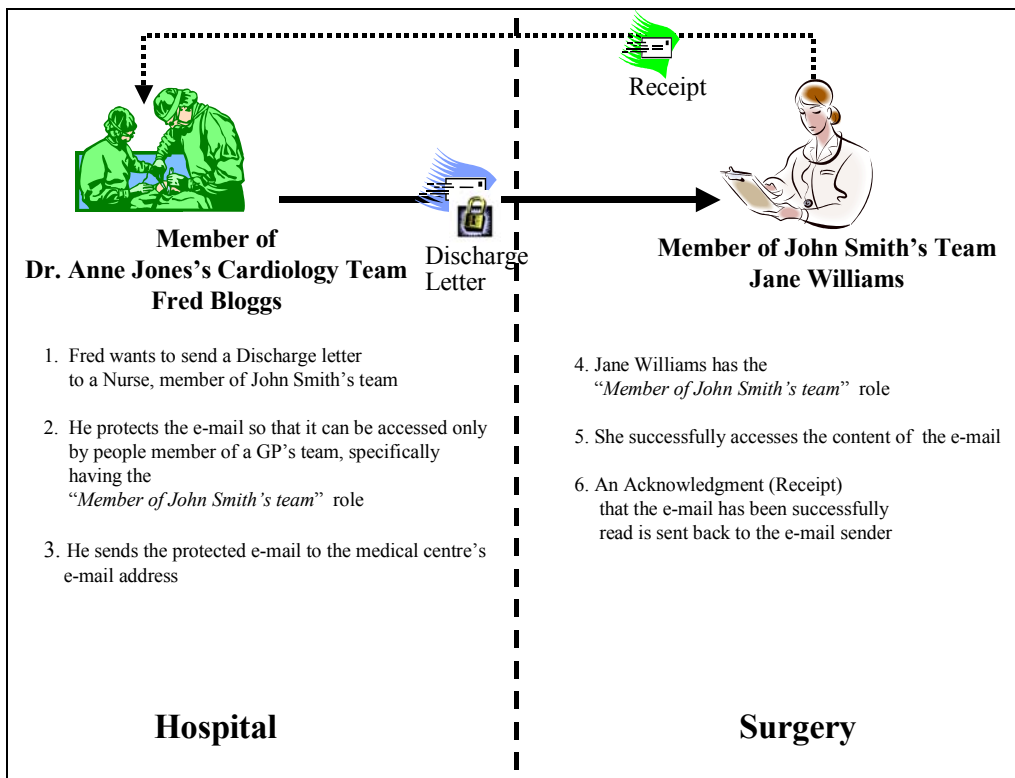 Receipt
Member of
Dr. Anne Jones's Cardiology Team
Fred Bloggs
Discharge
Letter
Member of John Smith's Team
Jane Williams
1. Fred wants to send a Discharge letter
to a Nurse, member of John Smith's team
2. He protects the e-mail so that it can be accessed only
by people member of a GP's team, specifically
having the
“Member of John Smith's team” role
3. He sends the protected e-mail to the medical centre's
e-mail address
4. Jane Williams has the
“Member of John Smith's team” role
5. She successfully accesses the content of the e-mail
6. An Acknowledgment (Receipt)
that the e-mail has been successfully
read is sent back to the e-mail sender
Hospital
Surgery